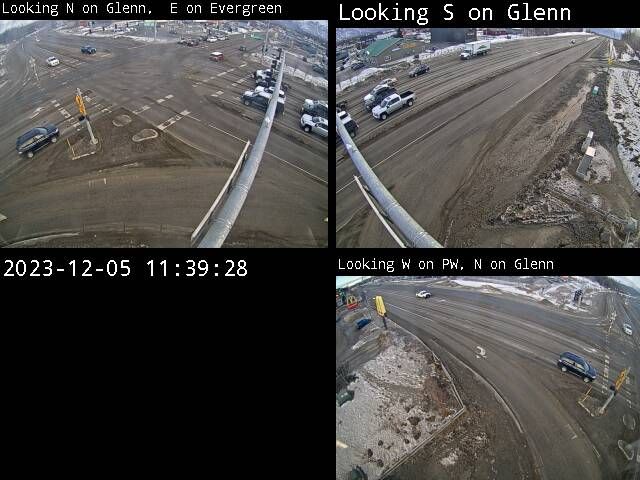 Looking N on Glenn,  E on Evergreen
Looking S on Glenn
2023-12-05 11:39:28
Looking W on PW, N on Glenn